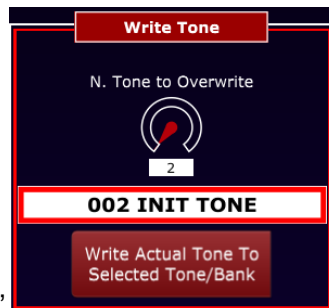 Write Tone
N. Tone to Overwrite
2
002 INIT TONE
Write Actual Tone To
Selected Tone/Bank
,